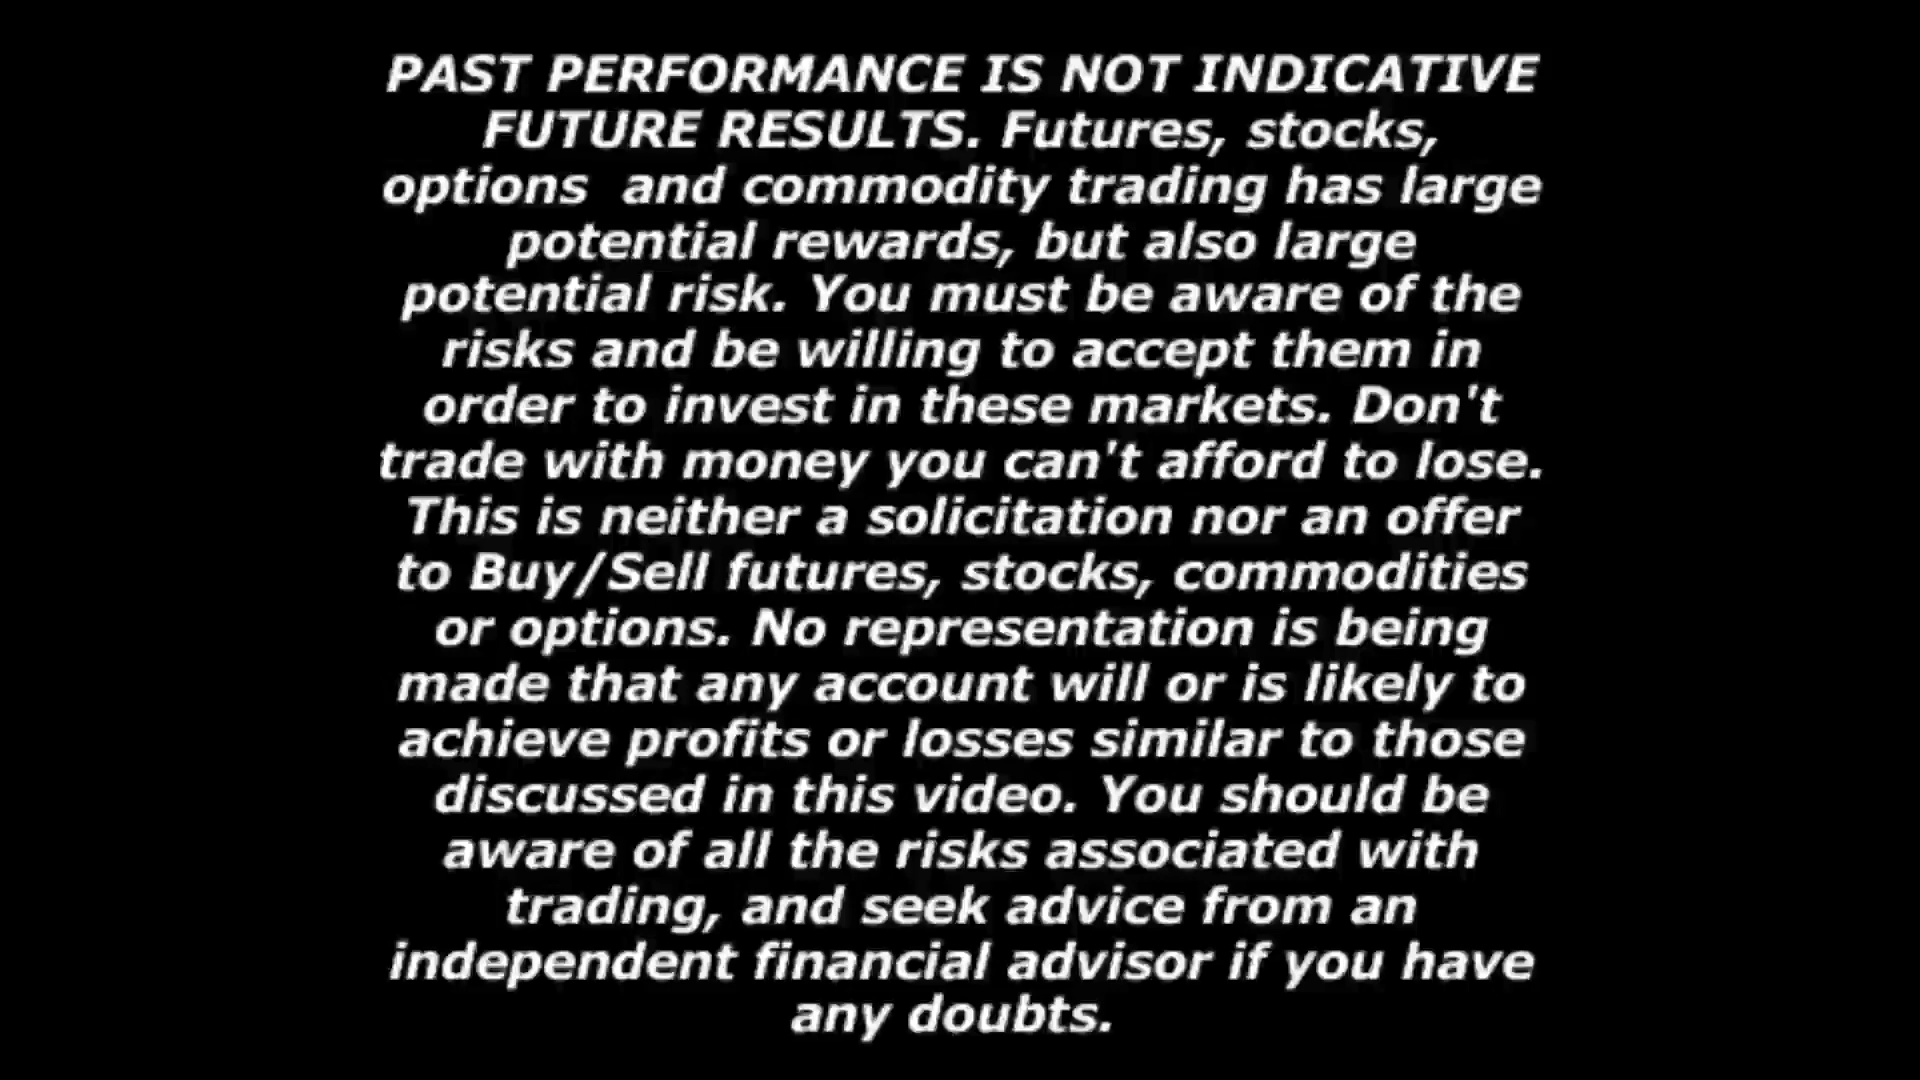 PAST PERFORMANCE IS NOT INDICATIVE
FUTURE RESULTS. Futures, stocks,
options  and commodity trading has large
potential rewards, but also large
potential risk. You must be aware of the
risks and be willing to accept them in
order to invest in these markets. Don't
trade with money you can't afford to lose.
This is neither a solicitation nor an offer
to Buy/Sell futures, stocks, commodities
or options. No representation is being
made that any account will or is likely to
achieve profits or losses similar to those
discussed in this video. You should be
aware of all the risks associated with
trading, and seek advice from an
independent financial advisor if you have
any doubts.